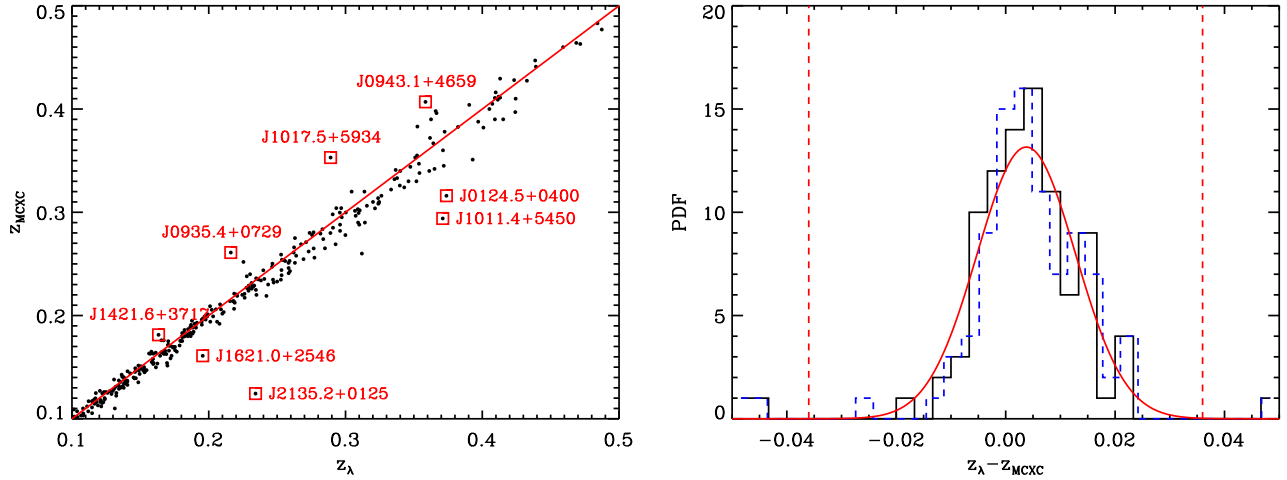 0.5
0.4
0.3
0.2
0.1
z_MCXC
J0943.1+4659
J1017.5+5934
J0124.5+0400
J1011.4+5450
J0935.4+0729
J1421.6+3717
J1621.0+2546
J2135.2+0125
0.1 0.2 0.3 0.4 0.5
z_λ
20
15
10
5
0
PDF
−0.04 −0.02 0.00 0.02 0.04
z_λ−z_MCXC